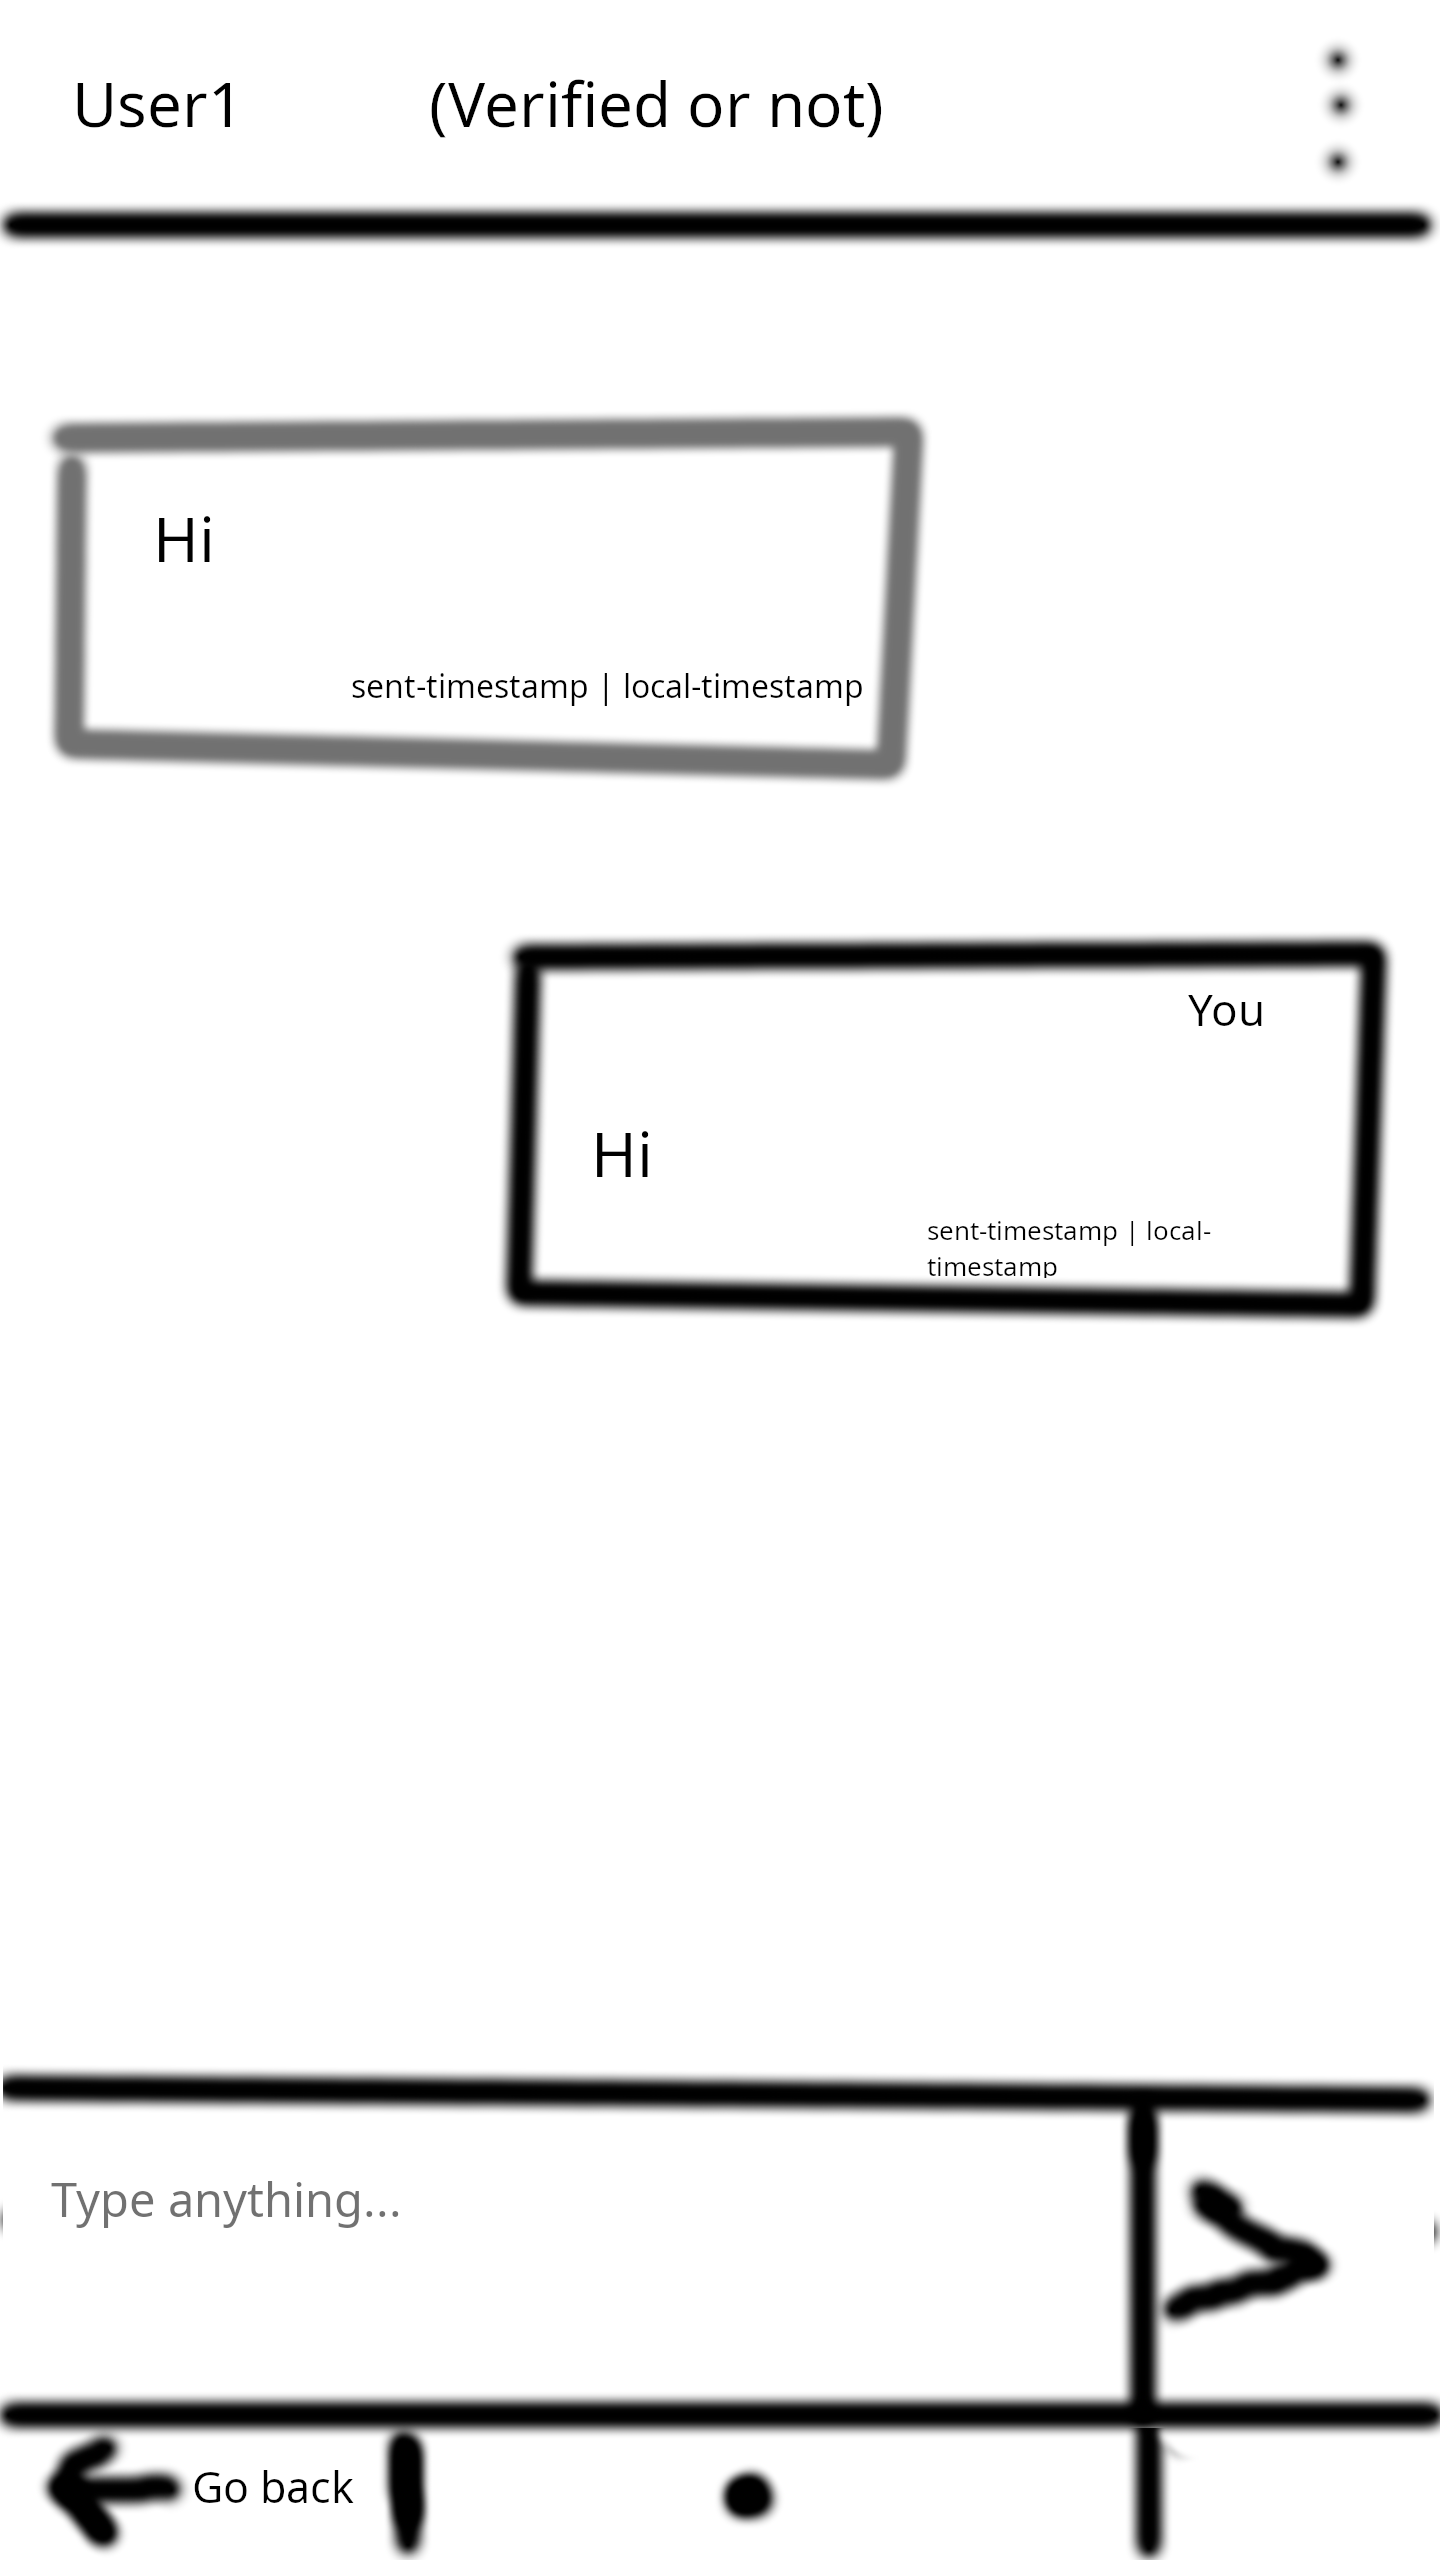 User1 (Verified or not)
Hi
sent-timestamp | local-timestamp
You
Hi
sent-timestamp | local-
timestamp
Type anything...
Go back